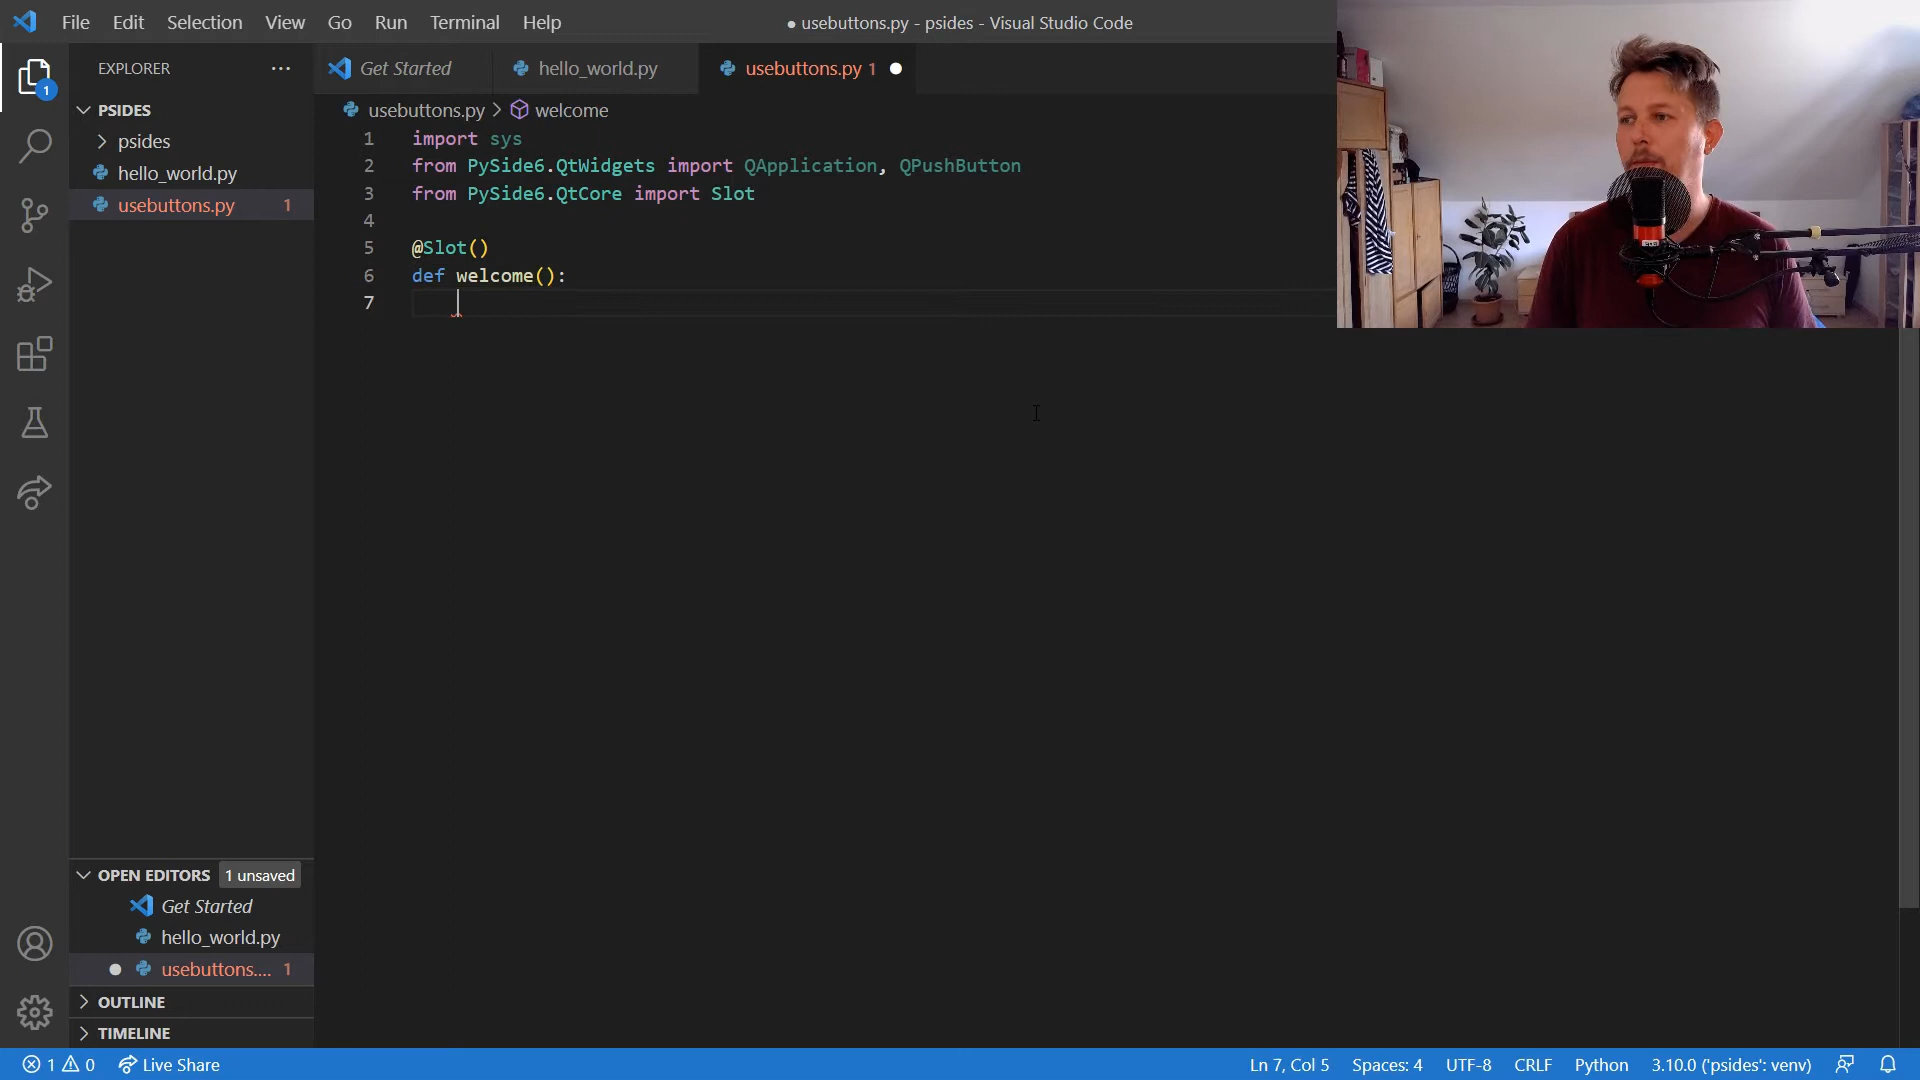 File Edit Selection View Go Run Terminal Help
● usebuttons.py - psides - Visual Studio Code
EXPLORER ···
Get Started
hello_world.py
usebuttons.py 1
PSIDES
psides
hello_world.py
usebuttons.py 1
usebuttons.py > welcome
1 import sys
2 from PySide6.QtWidgets import QApplication, QPushButton
3 from PySide6.QtCore import Slot
4
5 @Slot()
6 def welcome():
7
1
OPEN EDITORS 1 unsaved
Get Started
hello_world.py
usebuttons.... 1
OUTLINE
TIMELINE
1 0 Live Share
Ln 7, Col 5 Spaces: 4 UTF-8 CRLF Python 3.10.0 ('psides': venv)